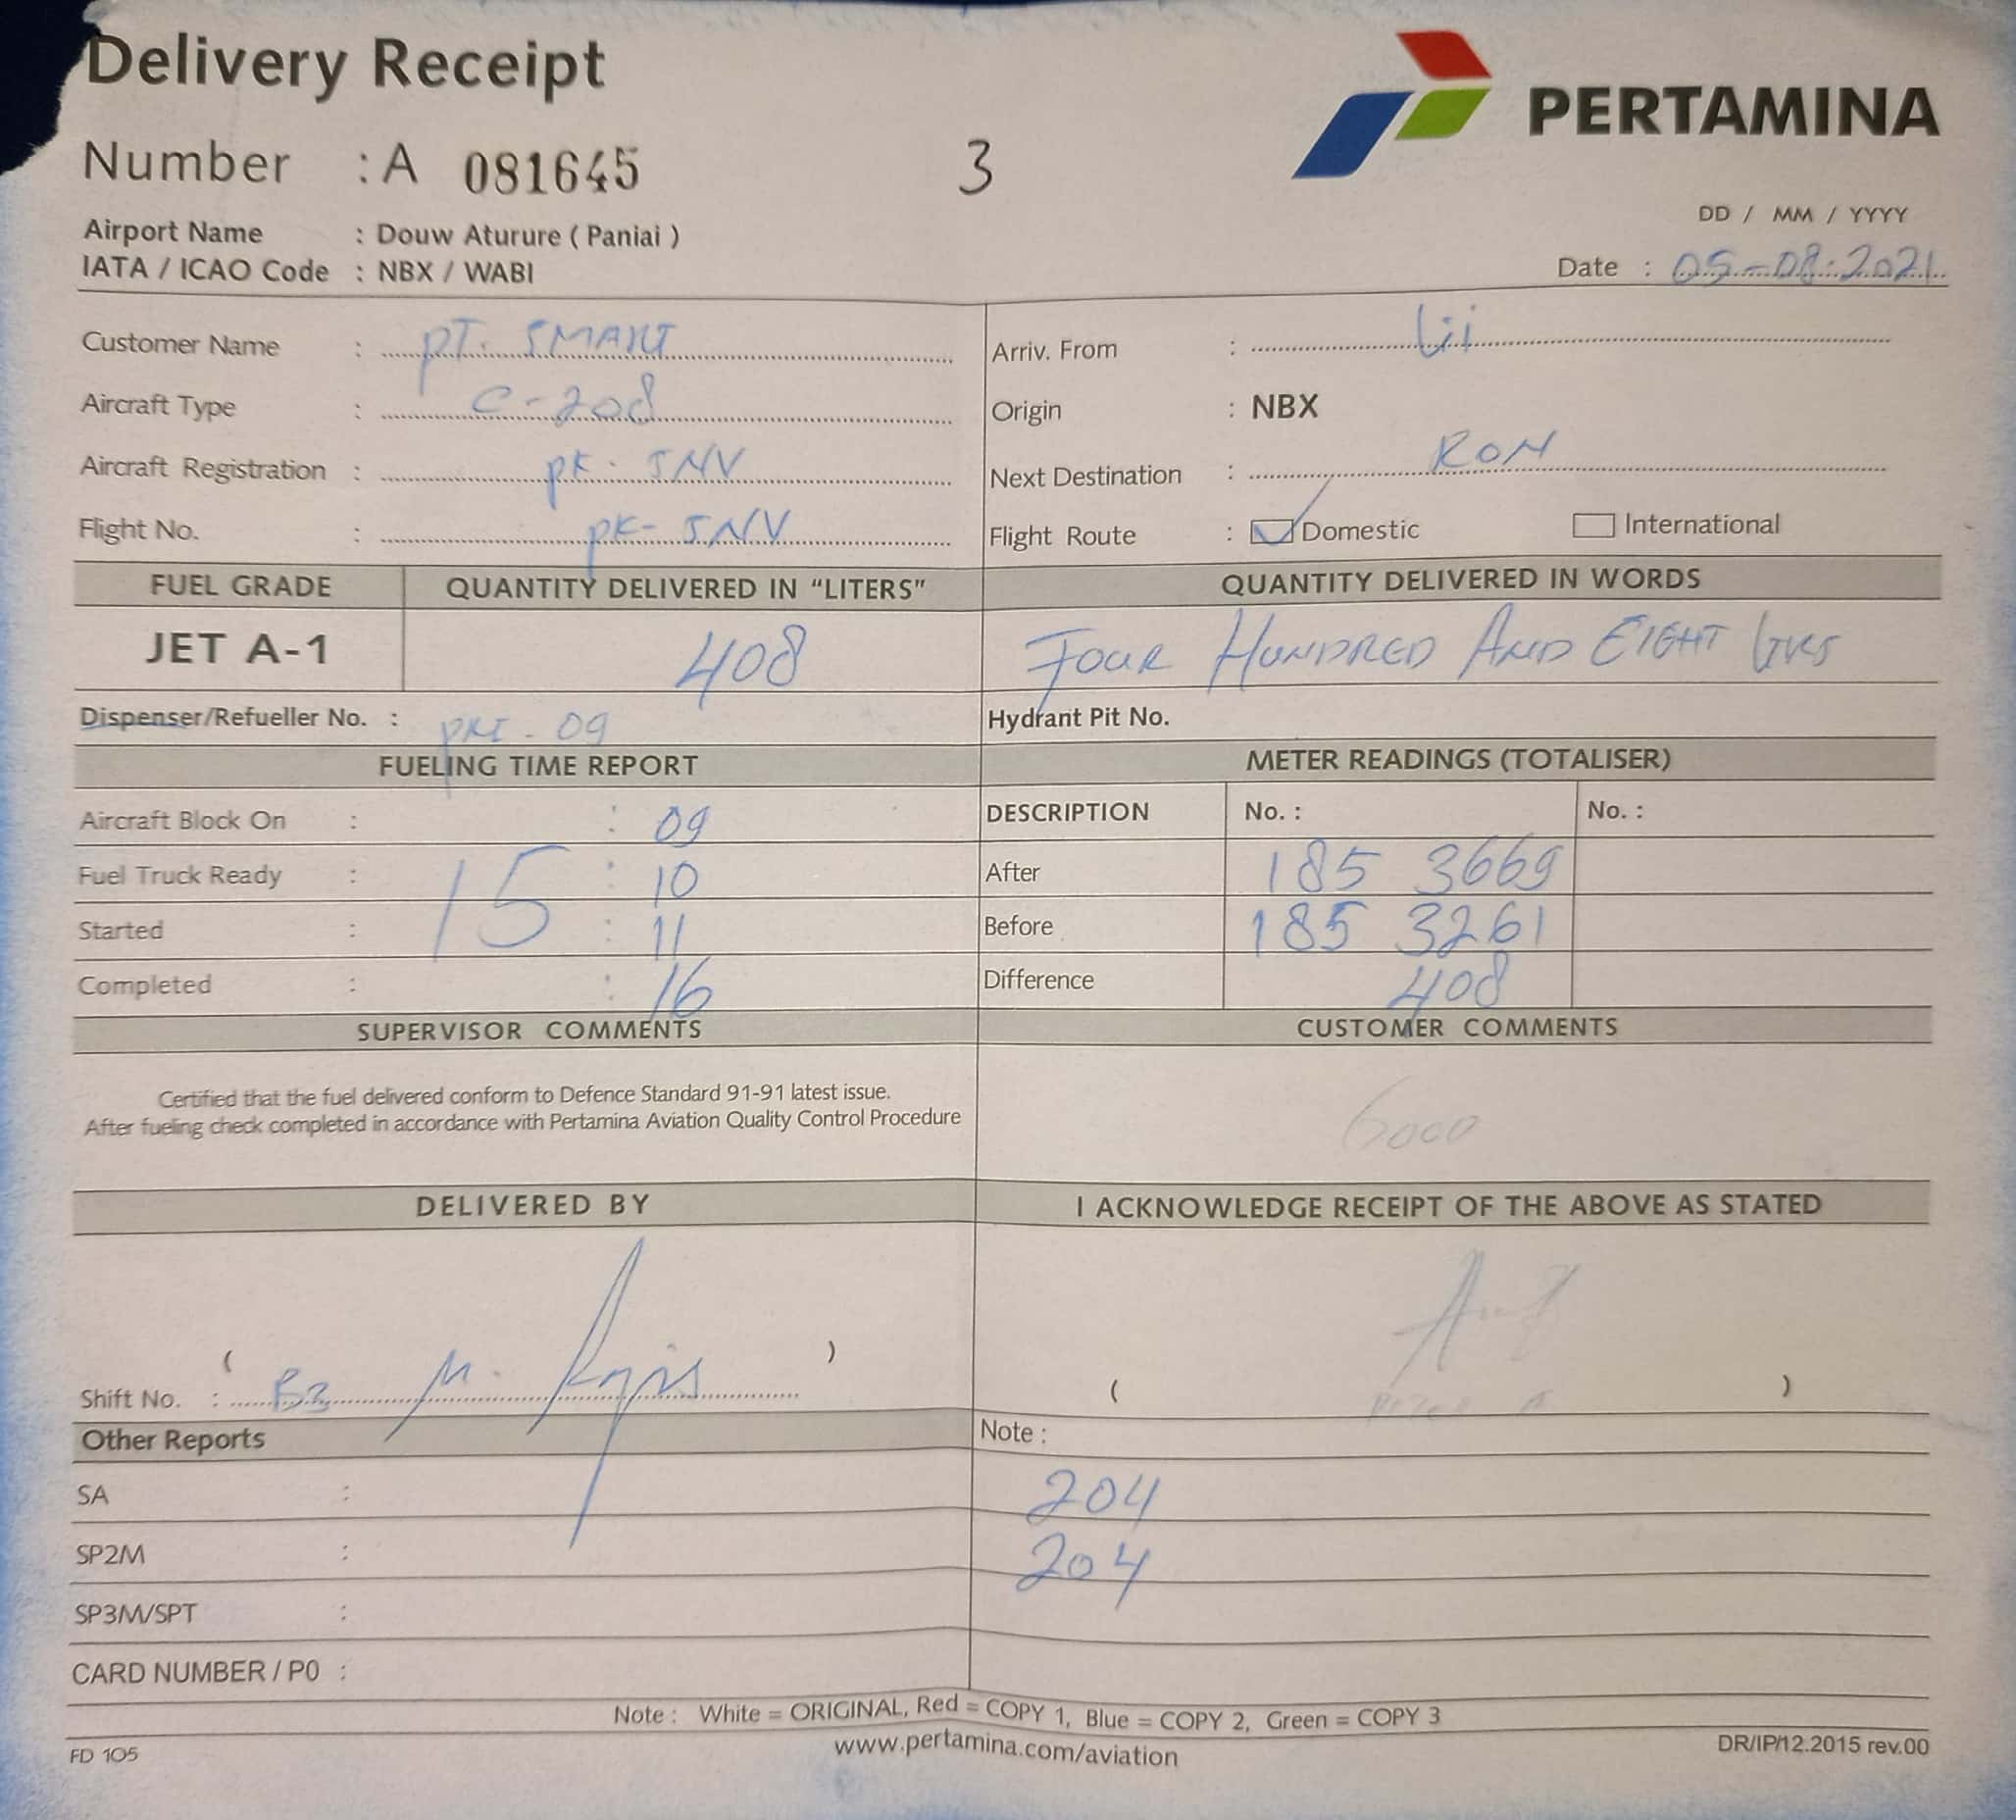 Delivery Receipt
PERTAMINA
Number : A 081645
3
Airport Name : Douw Aturure ( Paniai )
IATA / ICAO Code : NBX / WABI
DD / MM / YYYY
Date : 05-08-2021
Customer Name : PT. SMART
Aircraft Type : C-208
Aircraft Registration : PK-SNV
Flight No. : PK-SNV
Arriv. From :
Origin : NBX
Next Destination : RON
Flight Route : Domestic International
FUEL GRADE QUANTITY DELIVERED IN “LITERS” QUANTITY DELIVERED IN WORDS
JET A-1 408 FOUR HUNDRED AND EIGHT
Dispenser/Refueller No. : 09
Hydrant Pit No.
FUELING TIME REPORT
Aircraft Block On : : 09
Fuel Truck Ready : 15 : 10
Started : : 11
Completed : : 16
METER READINGS (TOTALISER)
DESCRIPTION No. : No. :
After 185 3669
Before 185 3261
Difference 408
SUPERVISOR COMMENTS
Certified that the fuel delivered conform to Defence Standard 91-91 latest issue.
After fueling check completed in accordance with Pertamina Aviation Quality Control Procedure
CUSTOMER COMMENTS
DELIVERED BY
( )
Shift No. : M.
I ACKNOWLEDGE RECEIPT OF THE ABOVE AS STATED
( )
Other Reports
SA :
SP2M :
SP3M/SPT :
CARD NUMBER / P0 :
Note :
204
204
Note : White = ORIGINAL, Red = COPY 1, Blue = COPY 2, Green = COPY 3
FD 105
www.pertamina.com/aviation
DR/IP/12.2015 rev.00